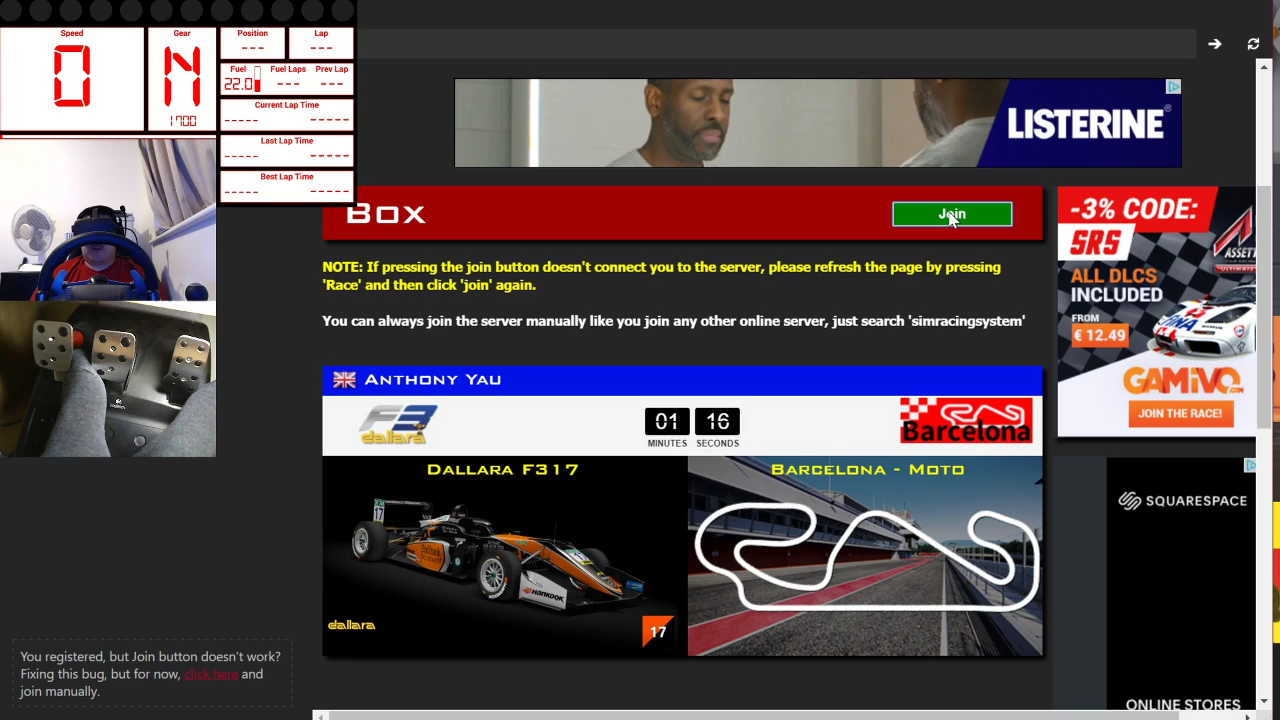 Speed
0
Gear
N
1700
Position
---
Lap
---
Fuel
22.0
Fuel Laps
---
Prev Lap
---
Current Lap Time
----- -----
Last Lap Time
----- -----
Best Lap Time
----- -----
LISTERINE®
Box
Join
NOTE: If pressing the join button doesn't connect you to the server, please refresh the page by pressing
'Race' and then click 'join' again.
You can always join the server manually like you join any other online server, just search 'simracingsystem'
-3% CODE:
SRS
ALL DLCS
INCLUDED
FROM
€ 12.49
ASSETT
ULTIMATE
GAMIVO
.COM
JOIN THE RACE!
Anthony Yau
F3
dallara
01
16
MINUTES
SECONDS
Barcelona
Dallara F317
Barcelona - Moto
17
HANKOOK
dallara
17
Logitech
SQUARESPACE
ONLINE STORES
You registered, but Join button doesn't work?
Fixing this bug, but for now, click here and
join manually.